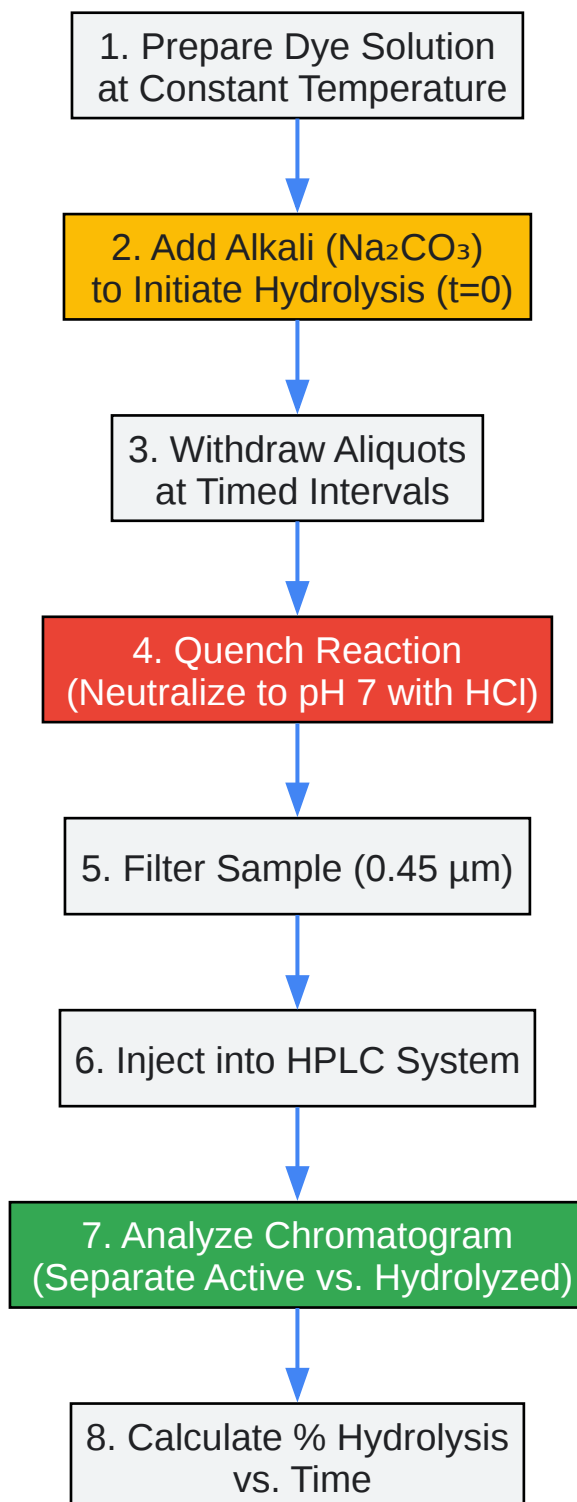 1. Prepare Dye Solution
at Constant Temperature
2. Add Alkali (Na₂CO₃)
to Initiate Hydrolysis (t=0)
3. Withdraw Aliquots
at Timed Intervals
4. Quench Reaction
(Neutralize to pH 7 with HCl)
5. Filter Sample (0.45 µm)
6. Inject into HPLC System
7. Analyze Chromatogram
(Separate Active vs. Hydrolyzed)
8. Calculate % Hydrolysis
vs. Time